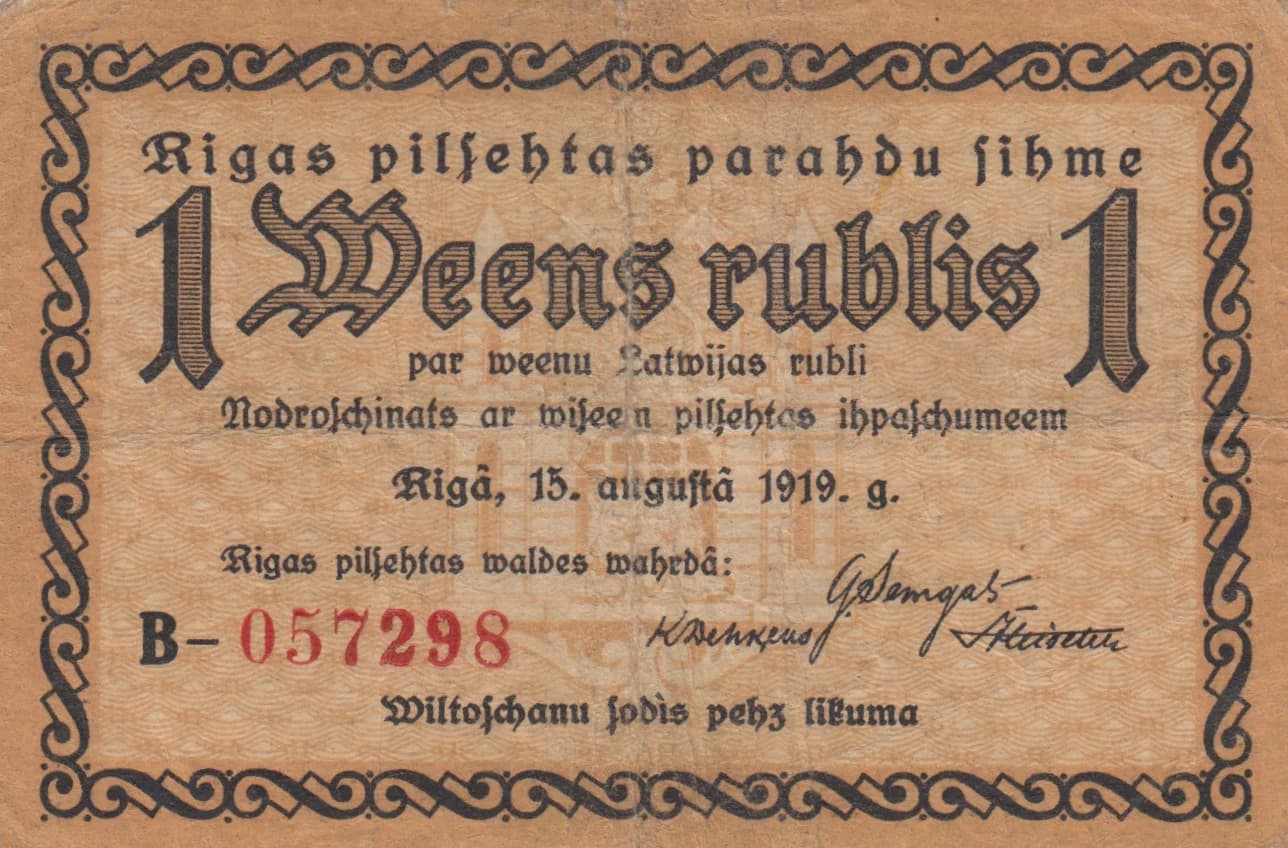 Rigas pilſehtas parahdu ſihme
1 Weens rublis 1
par weenu Latwijas rubli
Nodroſchinats ar wiſeem pilſehtas ihpaſchumeem
Rigâ, 15. auguſtâ 1919. g.
Rigas pilſehtas waldes wahrdâ:
B– 057298
Wiltoſchanu ſodìs pehz likuma